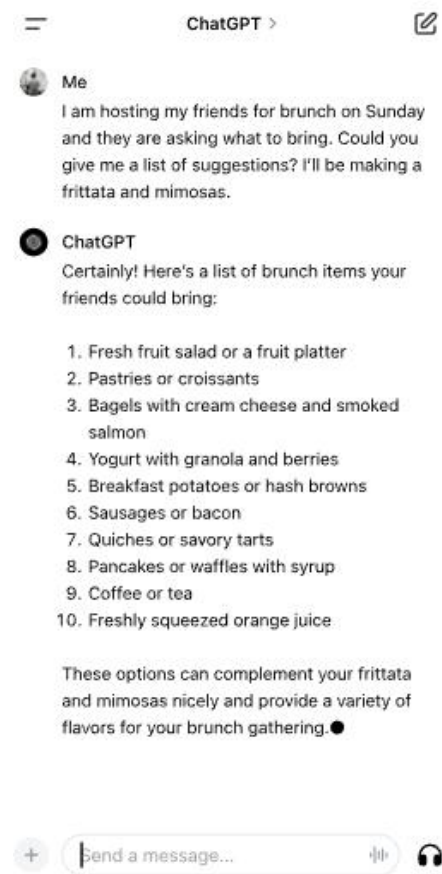 ChatGPT >
Me
I am hosting my friends for brunch on Sunday
and they are asking what to bring. Could you
give me a list of suggestions? I'll be making a
frittata and mimosas.
ChatGPT
Certainly! Here's a list of brunch items your
friends could bring:
1. Fresh fruit salad or a fruit platter
2. Pastries or croissants
3. Bagels with cream cheese and smoked
salmon
4. Yogurt with granola and berries
5. Breakfast potatoes or hash browns
6. Sausages or bacon
7. Quiches or savory tarts
8. Pancakes or waffles with syrup
9. Coffee or tea
10. Freshly squeezed orange juice
These options can complement your frittata
and mimosas nicely and provide a variety of
flavors for your brunch gathering.
Send a message...